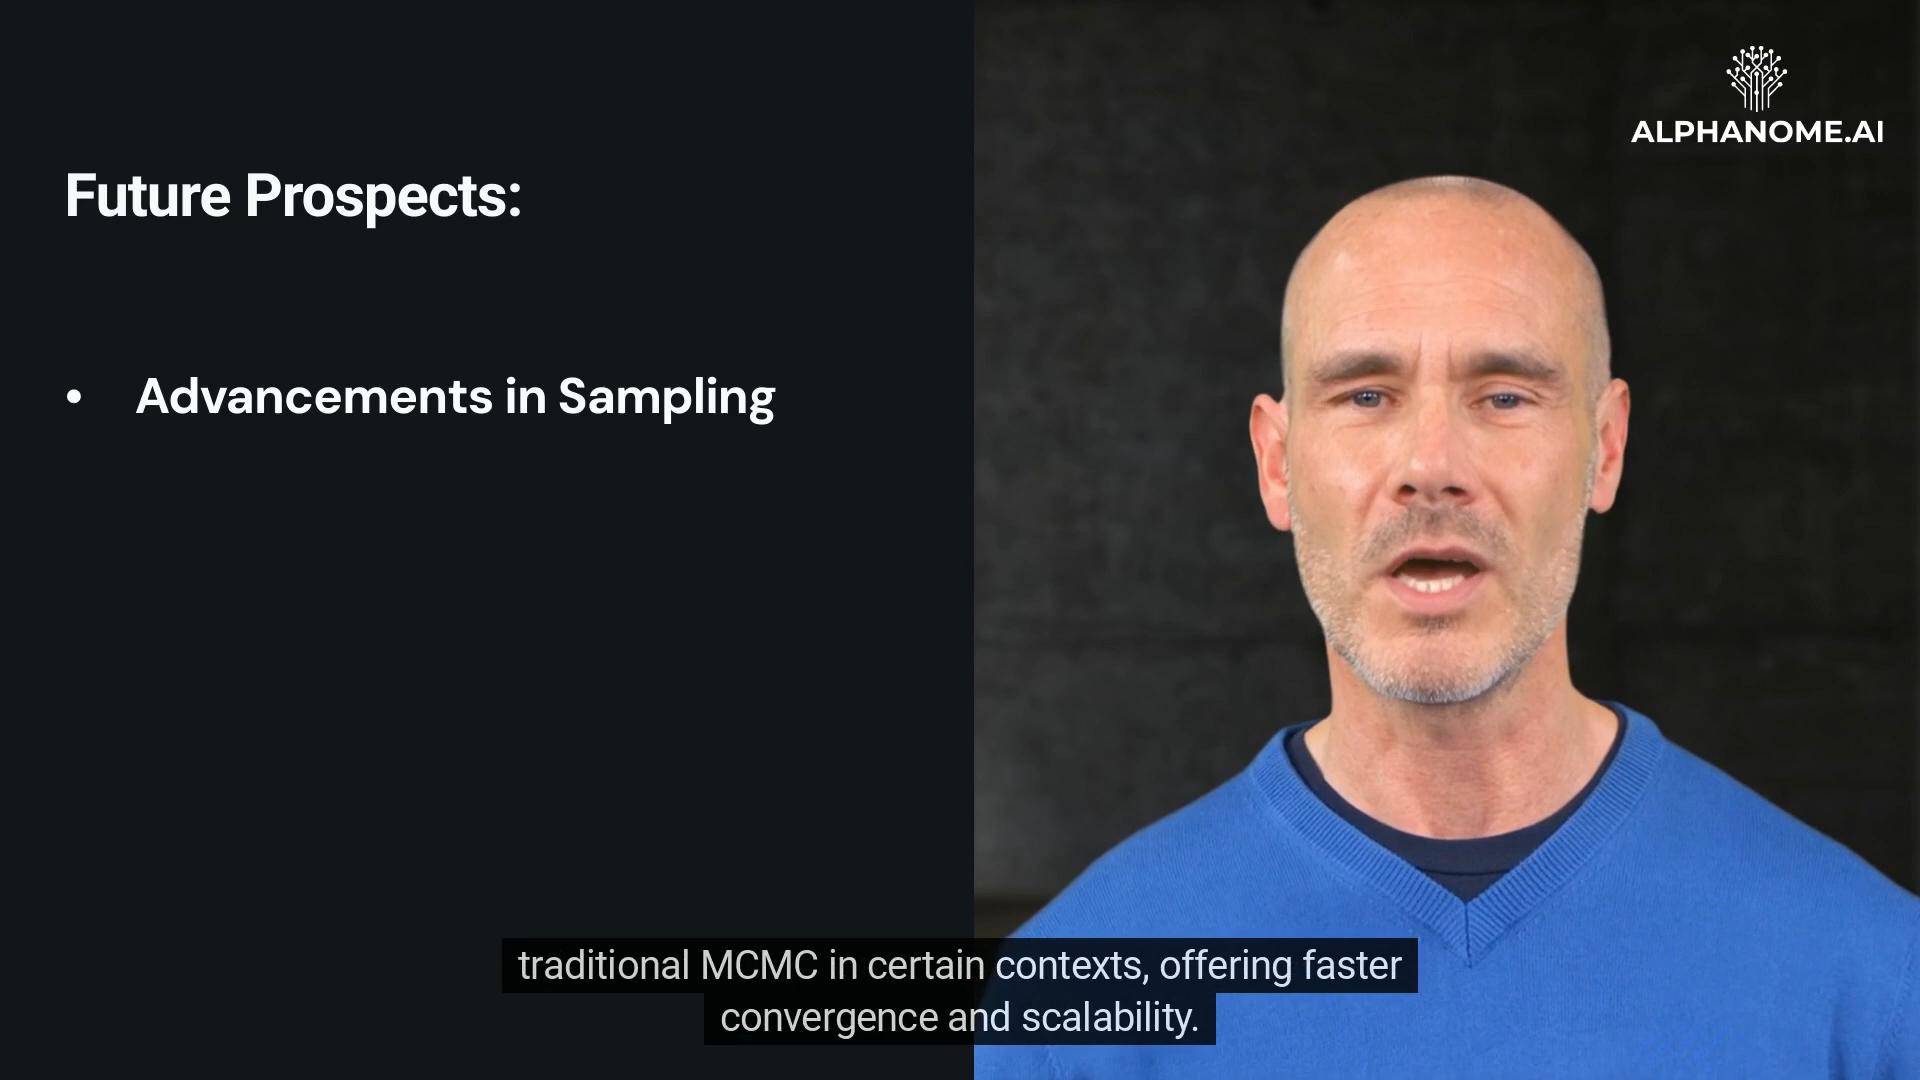 ALPHANOME.AI
Future Prospects:
• Advancements in Sampling
traditional MCMC in certain contexts, offering faster
convergence and scalability.